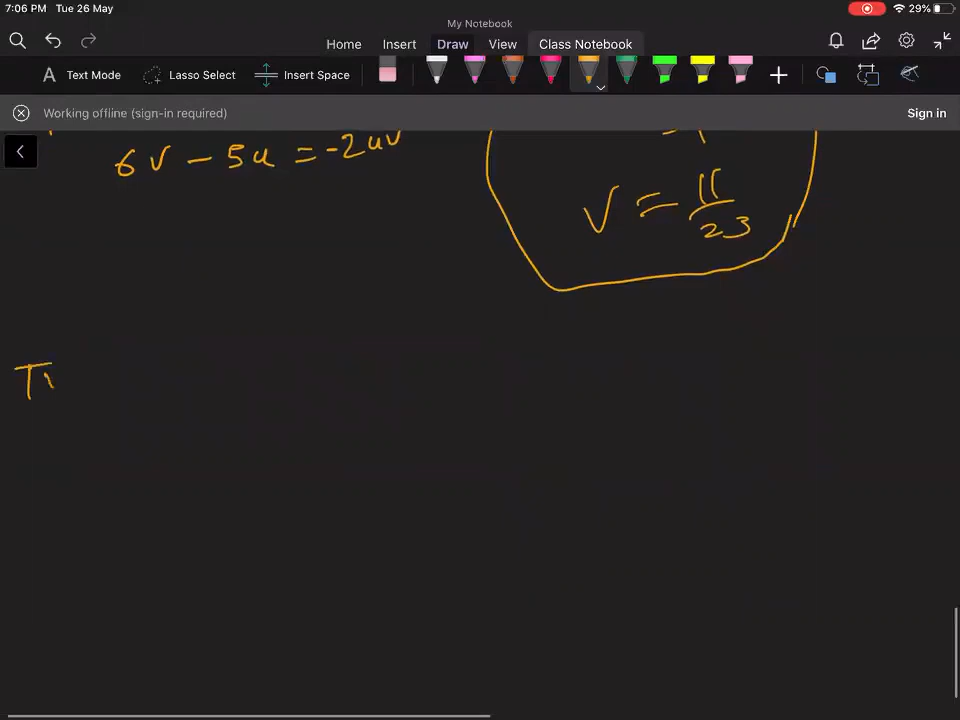 7:06 PM Tue 26 May
29%
My Notebook
Home Insert Draw View Class Notebook
Text Mode Lasso Select Insert Space
Working offline (sign-in required) Sign in
6v - 5u = -2uv
v = 11/23